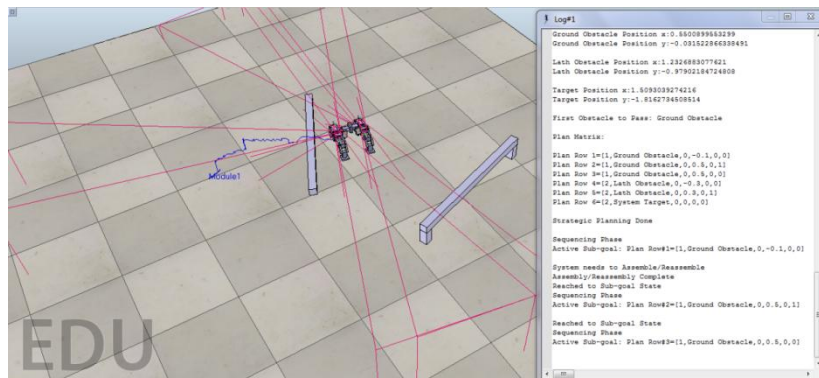 Log#1
Ground Obstacle Position x:0.5500899553299
Ground Obstacle Position y:-0.031522866338491
Lath Obstacle Position x:1.2326883077621
Lath Obstacle Position y:-0.97902184724808
Target Position x:1.5093039274216
Target Position y:-1.8162734508514
First Obstacle to Pass: Ground Obstacle
Plan Matrix:
Plan Row 1=[1,Ground Obstacle,0,-0.1,0,0]
Plan Row 2=[1,Ground Obstacle,0,0.5,0,1]
Plan Row 3=[1,Ground Obstacle,0,0.5,0,0]
Plan Row 4=[2,Lath Obstacle,0,-0.3,0,0]
Plan Row 5=[2,Lath Obstacle,0,0.3,0,1]
Plan Row 6=[2,System Target,0,0,0,0]
Strategic Planning Done
Sequencing Phase
Active Sub-goal: Plan Row#1=[1,Ground Obstacle,0,-0.1,0,0]
System needs to Assemble/Reassemble
Assembly/Reassembly Complete
Reached to Sub-goal State
Sequencing Phase
Active Sub-goal: Plan Row#2=[1,Ground Obstacle,0,0.5,0,1]
Reached to Sub-goal State
Sequencing Phase
Active Sub-goal: Plan Row#3=[1,Ground Obstacle,0,0.5,0,0]
Module1
EDU